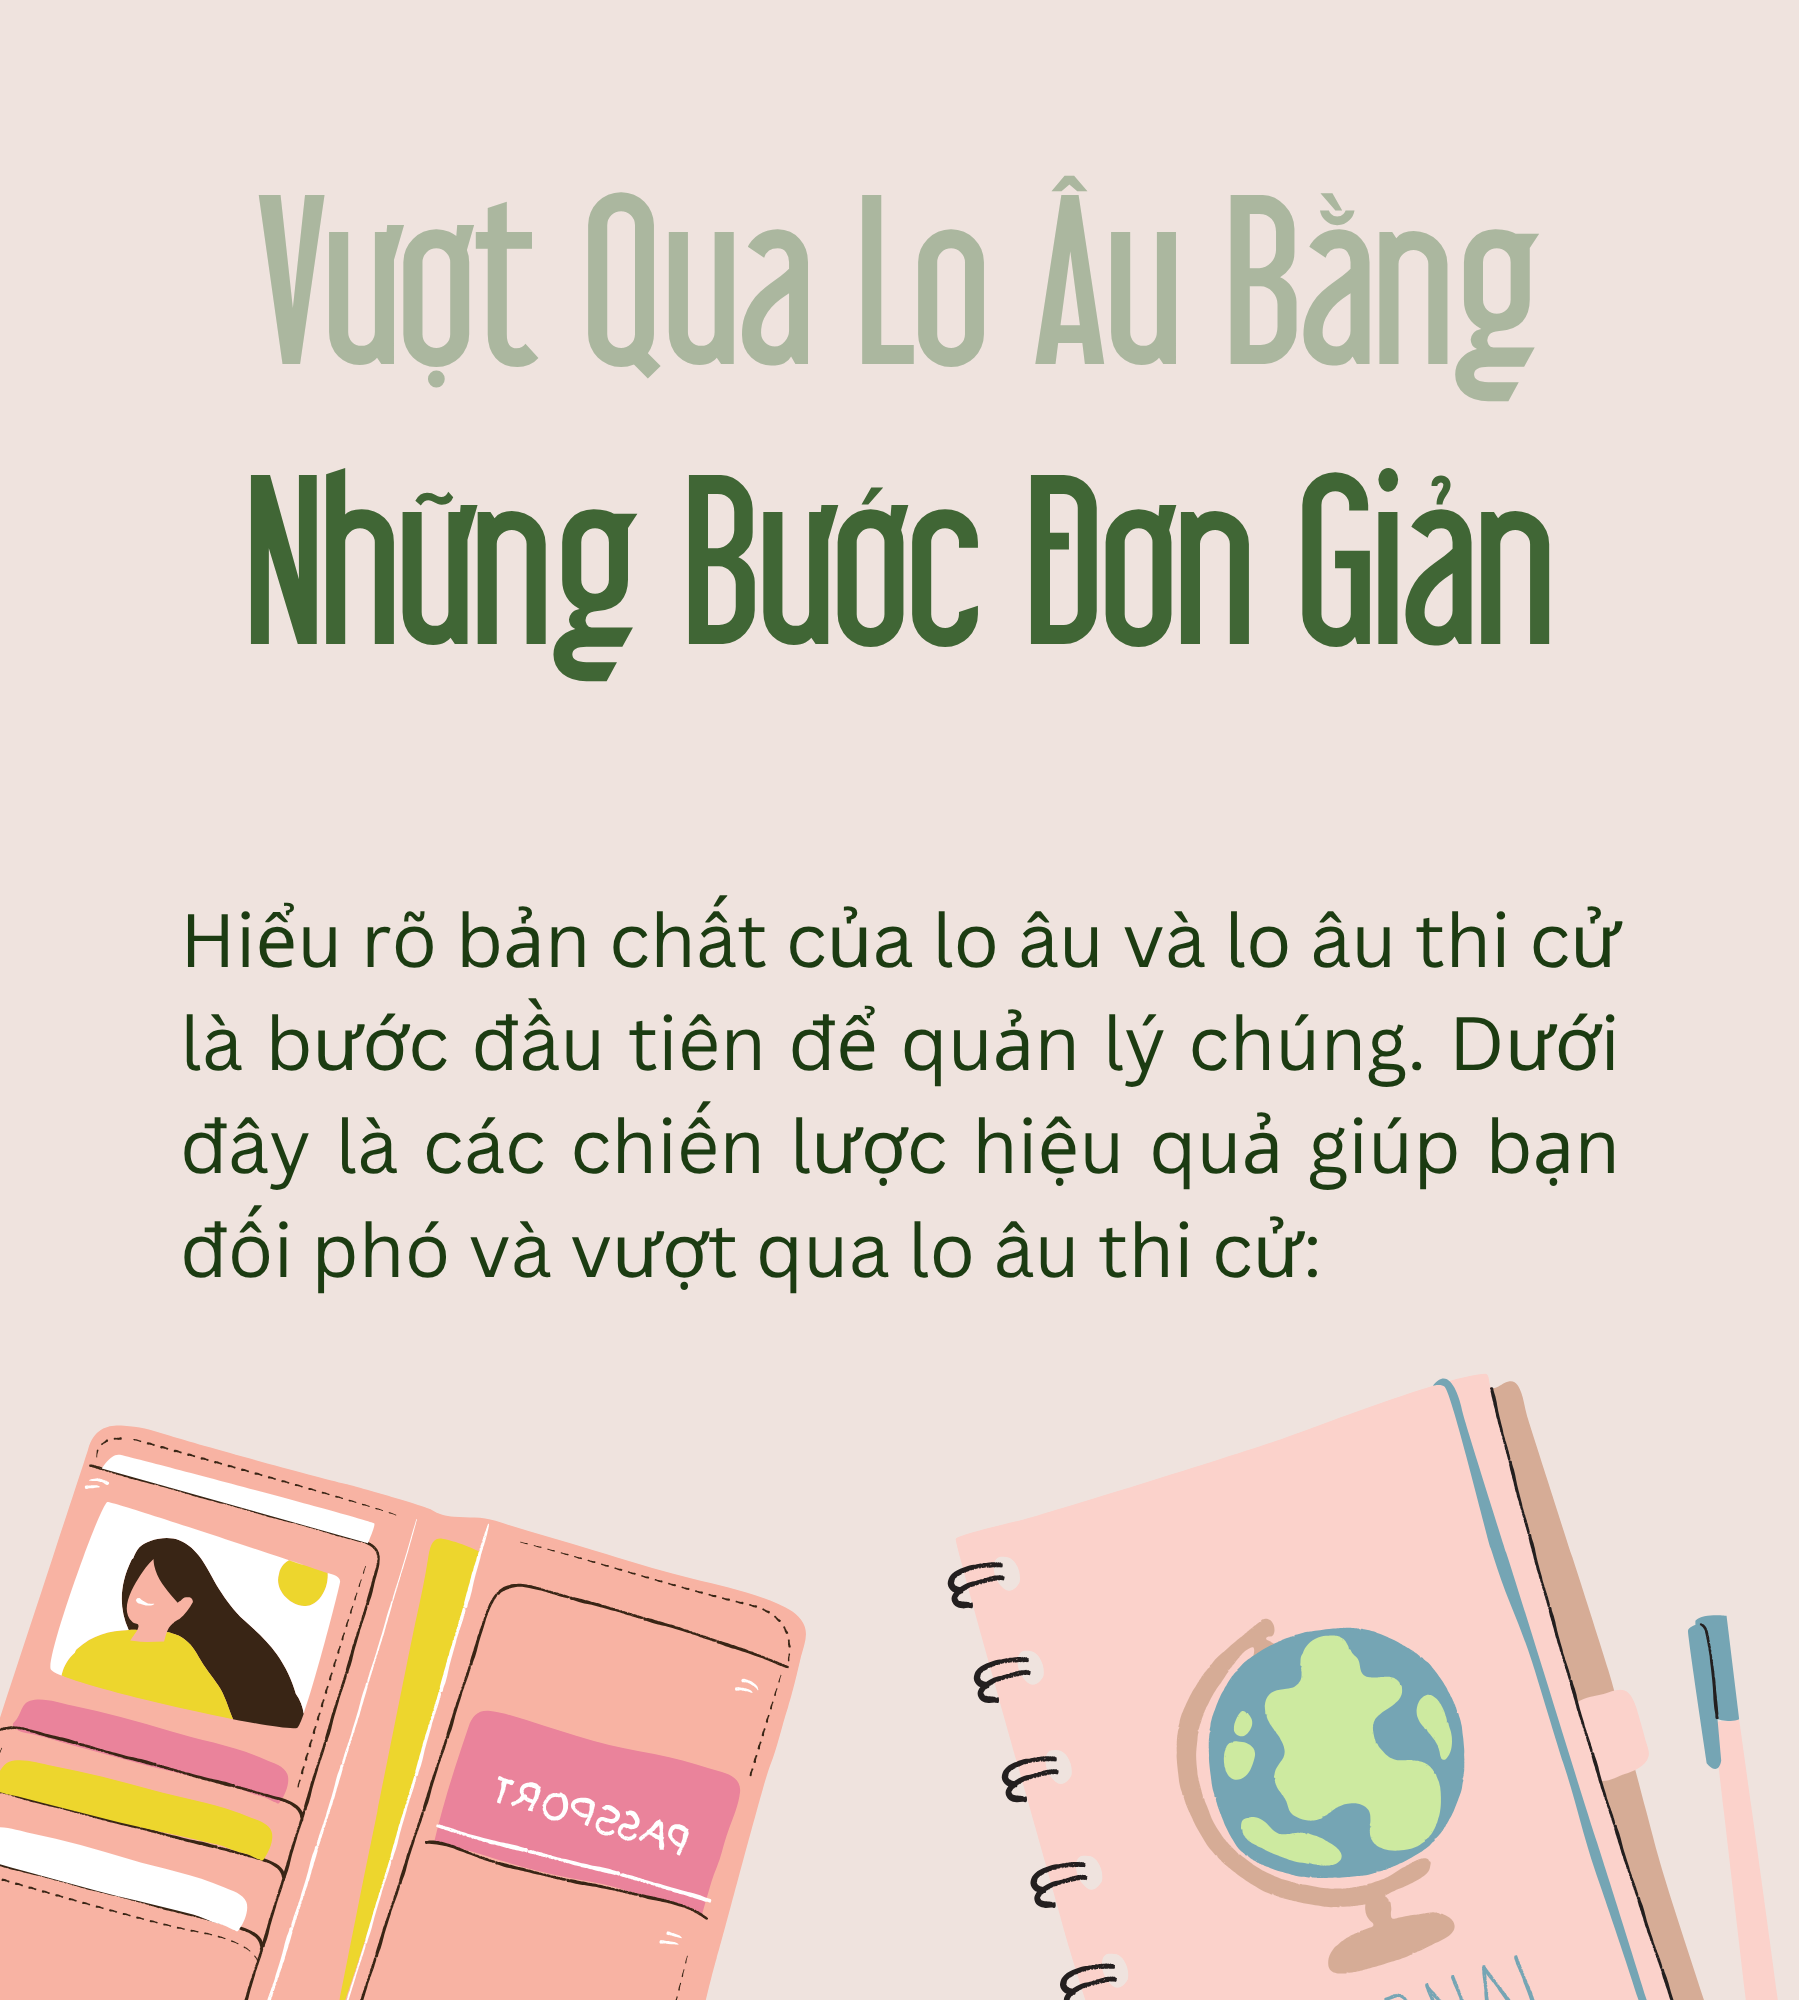 Vượt Qua Lo Âu Bằng
Những Bước Đơn Giản
Hiểu rõ bản chất của lo âu và lo âu thi cử
là bước đầu tiên để quản lý chúng. Dưới
đây là các chiến lược hiệu quả giúp bạn
đối phó và vượt qua lo âu thi cử:
PASSPORT